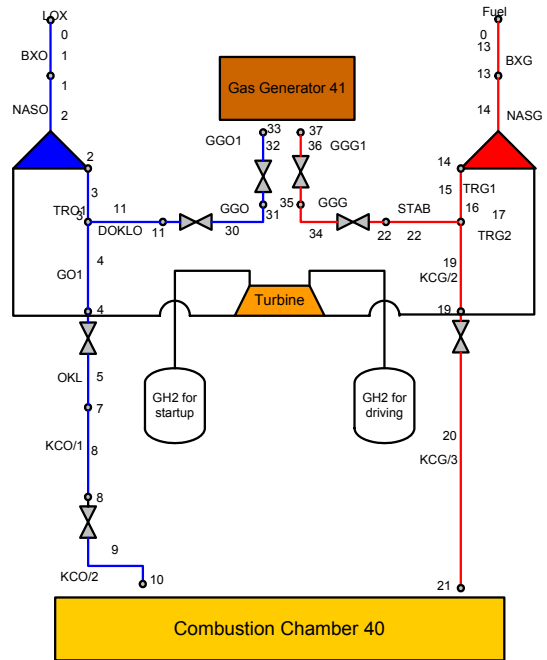 LOX
Fuel
0
0
13
BXO
1
BXG
1
13
Gas Generator 41
NASO
2
14
NASG
33
37
GGO1
32
36
GGG1
2
14
3
15
TRG1
TRO1
3
11
GGO
31
35
GGG
STAB
16
17
DOKLO
11
30
34
22
22
TRG2
4
19
GO1
KCG/2
Turbine
4
19
OKL
5
GH2 for
startup
GH2 for
driving
7
KCO/1
8
20
KCG/3
8
9
KCO/2
10
21
Combustion Chamber 40